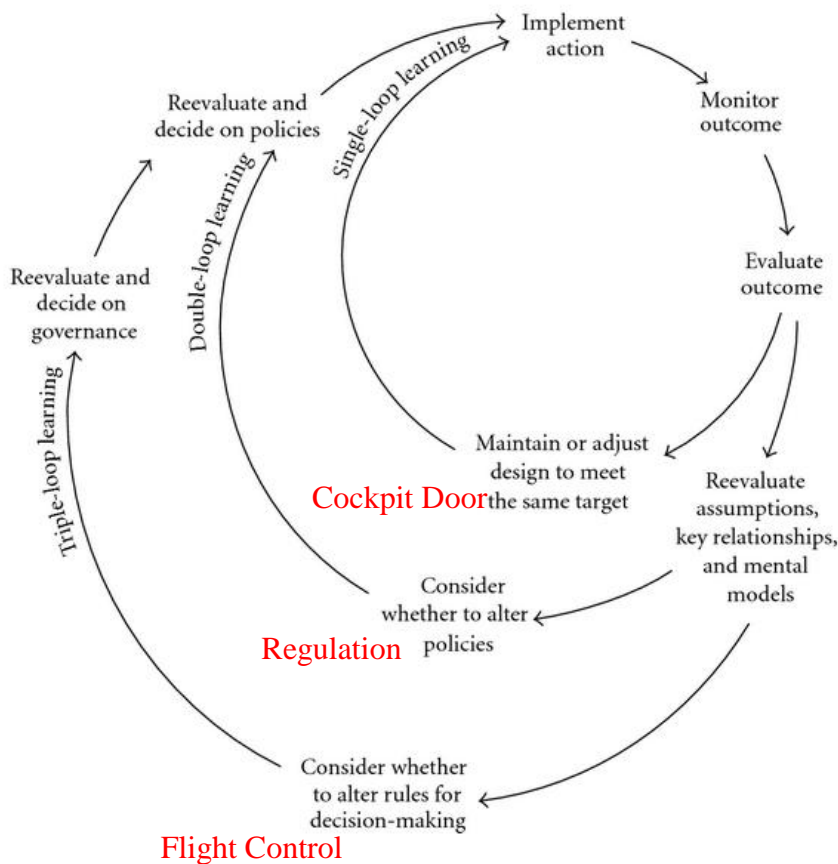 Implement
action
Monitor
outcome
Evaluate
outcome
Reevaluate and
decide on policies
Single-loop learning
Double-loop learning
Reevaluate and
decide on
governance
Triple-loop learning
Maintain or adjust
design to meet
the same target
Cockpit Door
Reevaluate
assumptions,
key relationships,
and mental
models
Consider
whether to alter
policies
Regulation
Consider whether
to alter rules for
decision-making
Flight Control